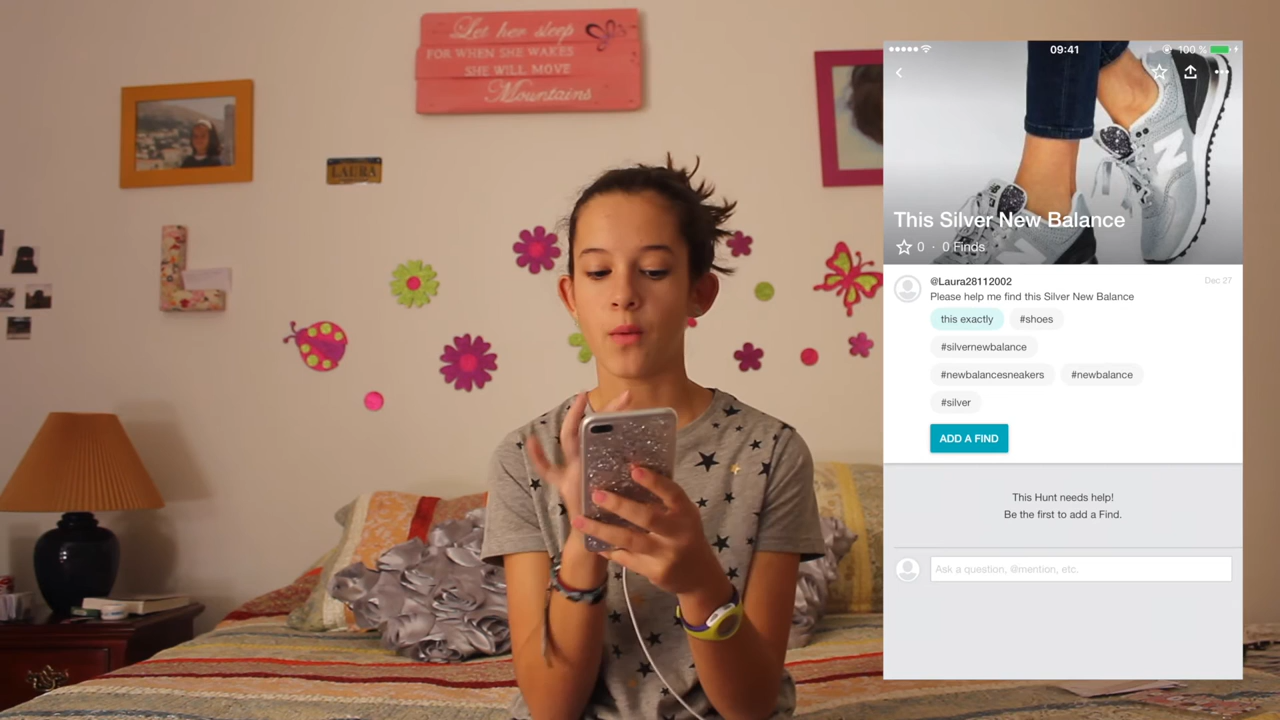 Let her sleep
FOR WHEN SHE WAKES
SHE WILL MOVE
Mountains
LAURA
09:41
100 %
N
N
This Silver New Balance
0 · 0 Finds
@Laura28112002
Dec 27
Please help me find this Silver New Balance
this exactly
#shoes
#silvernewbalance
#newbalancesneakers
#newbalance
#silver
ADD A FIND
This Hunt needs help!
Be the first to add a Find.
Ask a question, @mention, etc.